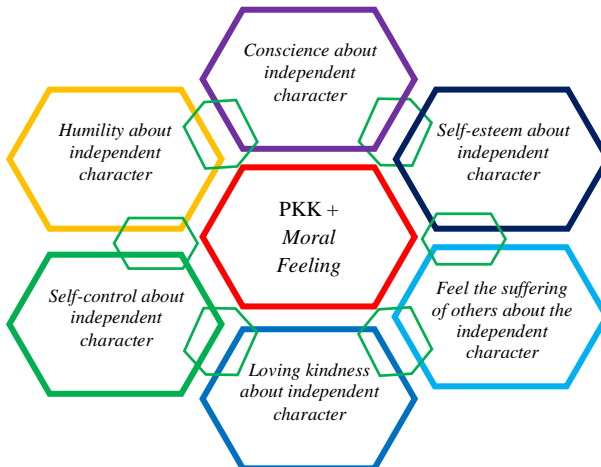 Conscience about
independent
character
Humility about
independent
character
Self-esteem about
independent
character
PKK +
Moral
Feeling
Self-control about
independent
character
Feel the suffering
of others about the
independent
character
Loving kindness
about independent
character